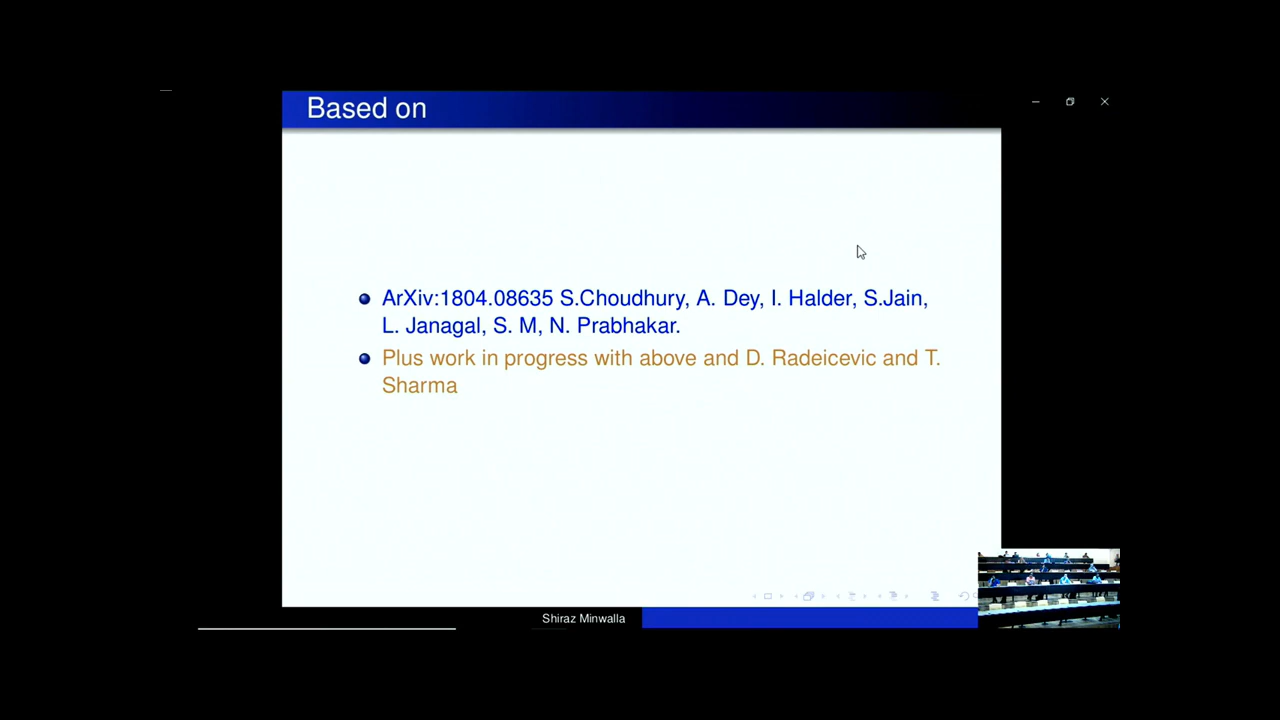 Based on
ArXiv:1804.08635 S.Choudhury, A. Dey, I. Halder, S.Jain,
L. Janagal, S. M, N. Prabhakar.
Plus work in progress with above and D. Radeicevic and T.
Sharma
Shiraz Minwalla